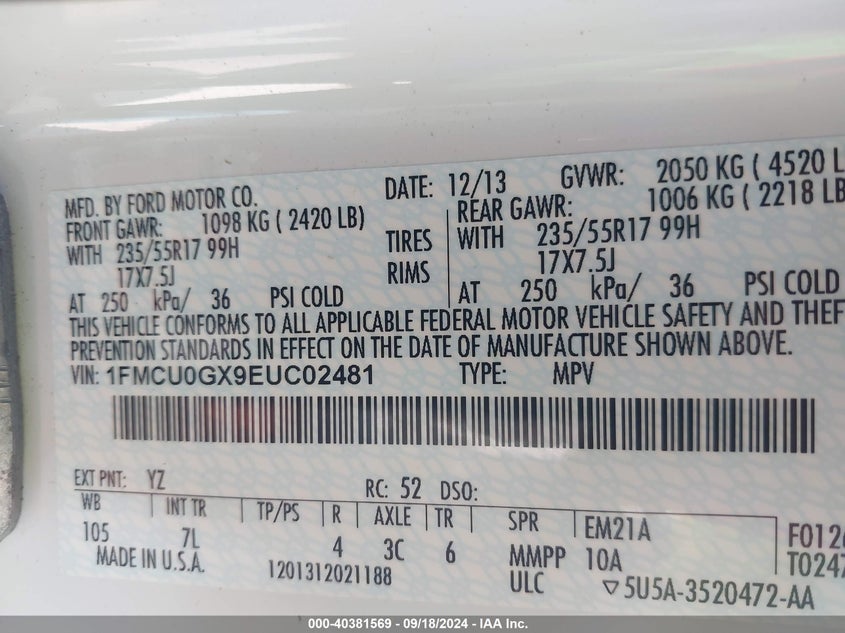 MFD. BY FORD MOTOR CO. DATE: 12/13 GVWR: 2050 KG ( 4520 L
FRONT GAWR: 1098 KG ( 2420 LB) REAR GAWR: 1006 KG ( 2218 LB
WITH 235/55R17 99H TIRES WITH 235/55R17 99H
17X7.5J RIMS 17X7.5J
AT 250 kPa/ 36 PSI COLD AT 250 kPa/ 36 PSI COLD
THIS VEHICLE CONFORMS TO ALL APPLICABLE FEDERAL MOTOR VEHICLE SAFETY AND THEF
PREVENTION STANDARDS IN EFFECT ON THE DATE OF MANUFACTURE SHOWN ABOVE.
VIN: 1FMCU0GX9EUC02481 TYPE: MPV
EXT PNT: YZ RC: 52 DSO:
WB INT TR TP/PS R AXLE TR SPR EM21A F0126
105 7L 4 3C 6 MMPP 10A T0247
MADE IN U.S.A. 1201312021188 ULC ▽5U5A-3520472-AA
000-40381569 - 09/18/2024 - IAA, Inc.